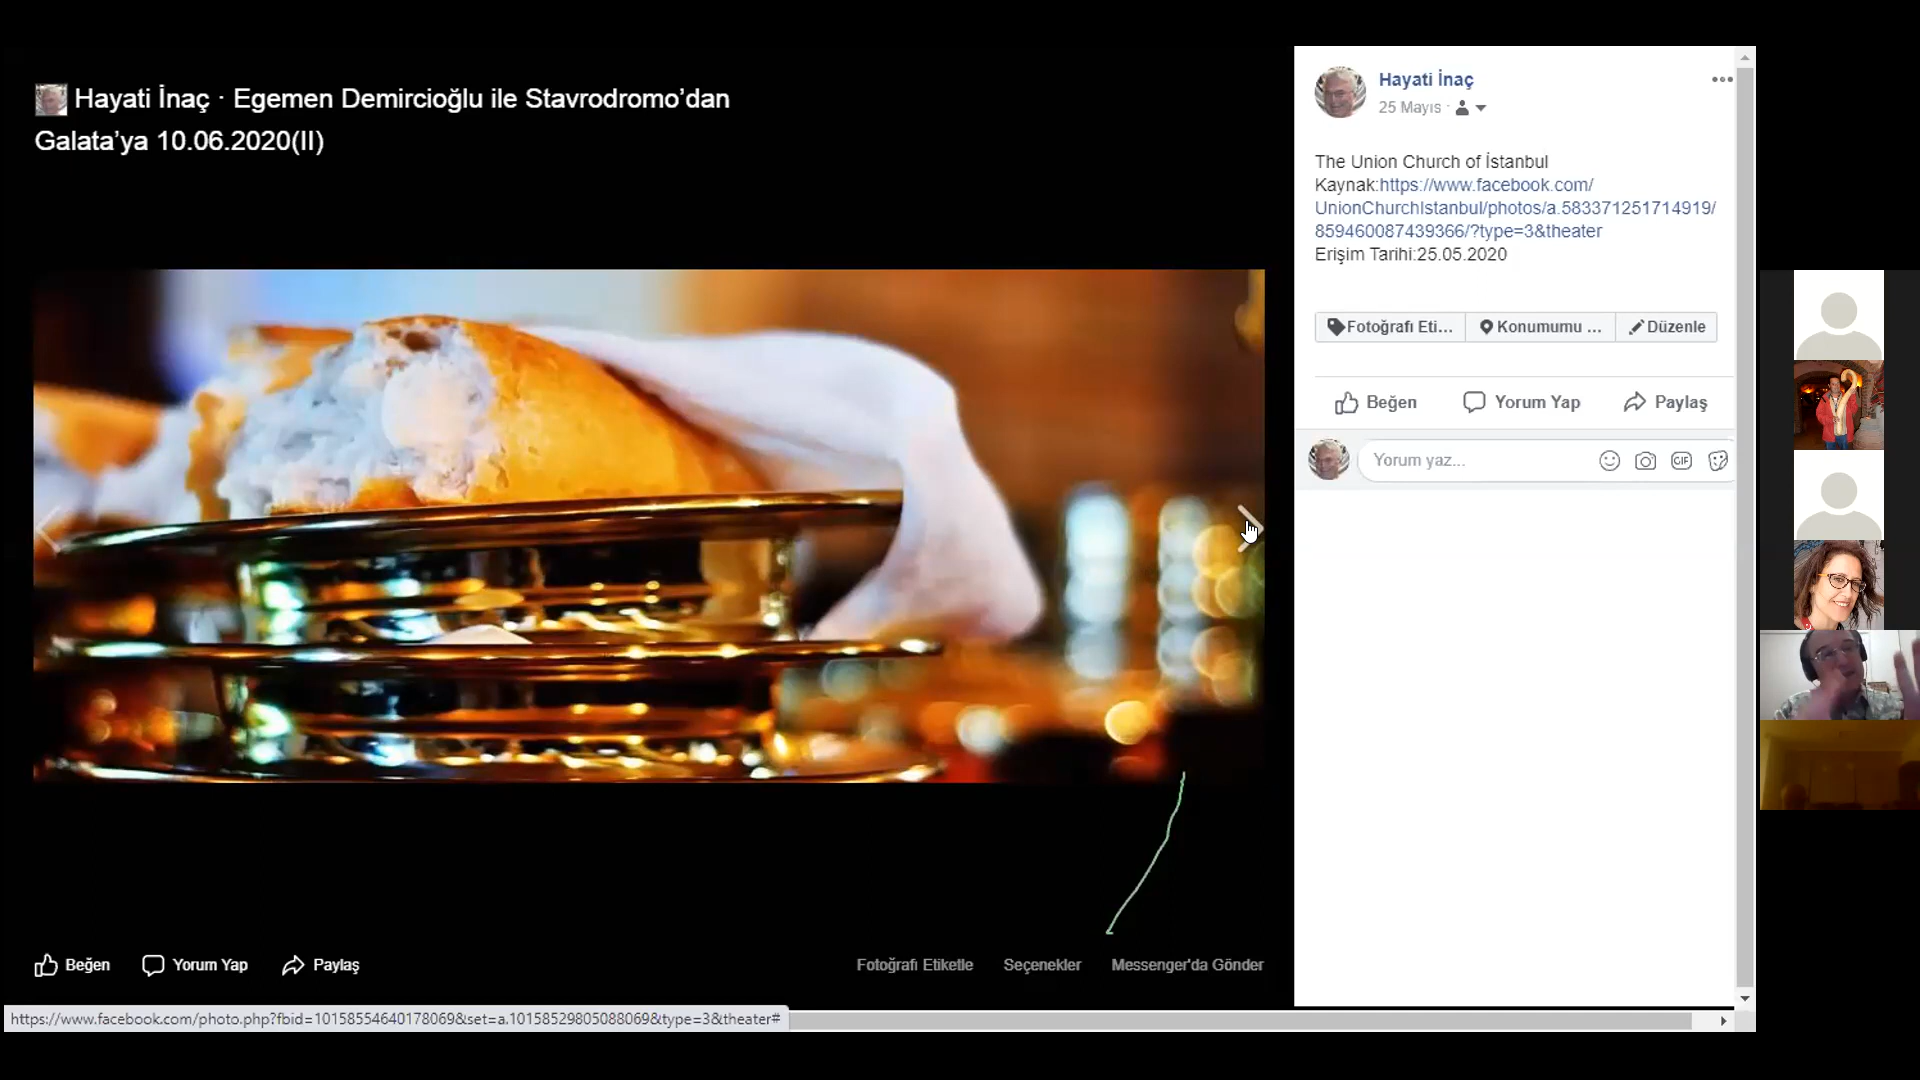 Hayati İnaç · Egemen Demircioğlu ile Stavrodromo'dan
Galata'ya 10.06.2020(II)
Beğen
Yorum Yap
Paylaş
Fotoğrafı Etiketle
Seçenekler
Messenger'da Gönder
https://www.facebook.com/photo.php?fbid=10158554640178069&set=a.10158529805088069&type=3&theater#
Hayati İnaç
25 Mayıs ·
The Union Church of İstanbul
Kaynak:https://www.facebook.com/
UnionChurchIstanbul/photos/a.583371251714919/
859460087439366/?type=3&theater
Erişim Tarihi:25.05.2020
Fotoğrafı Eti...
Konumumu ...
Düzenle
Beğen
Yorum Yap
Paylaş
Yorum yaz...
GIF